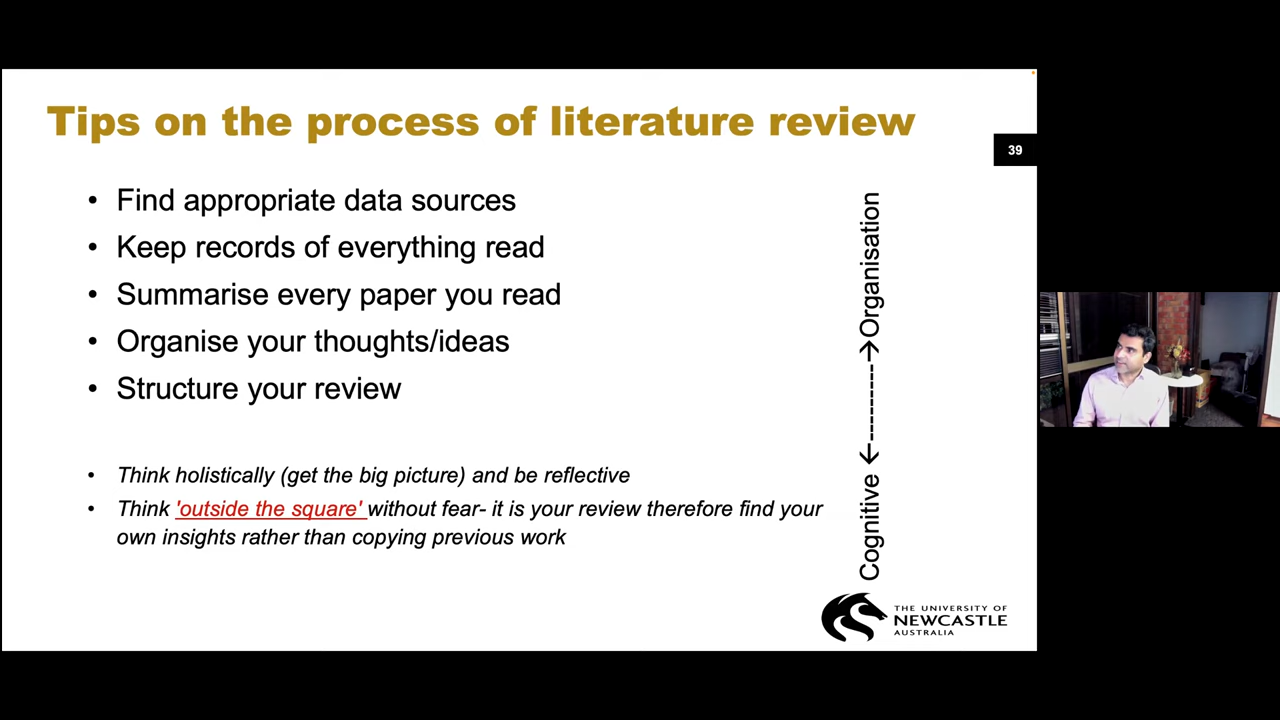 Tips on the process of literature review
39
• Find appropriate data sources
• Keep records of everything read
• Summarise every paper you read
• Organise your thoughts/ideas
• Structure your review
• Think holistically (get the big picture) and be reflective
• Think 'outside the square' without fear- it is your review therefore find your
own insights rather than copying previous work
Cognitive ←---------→Organisation
THE UNIVERSITY OF
NEWCASTLE
AUSTRALIA